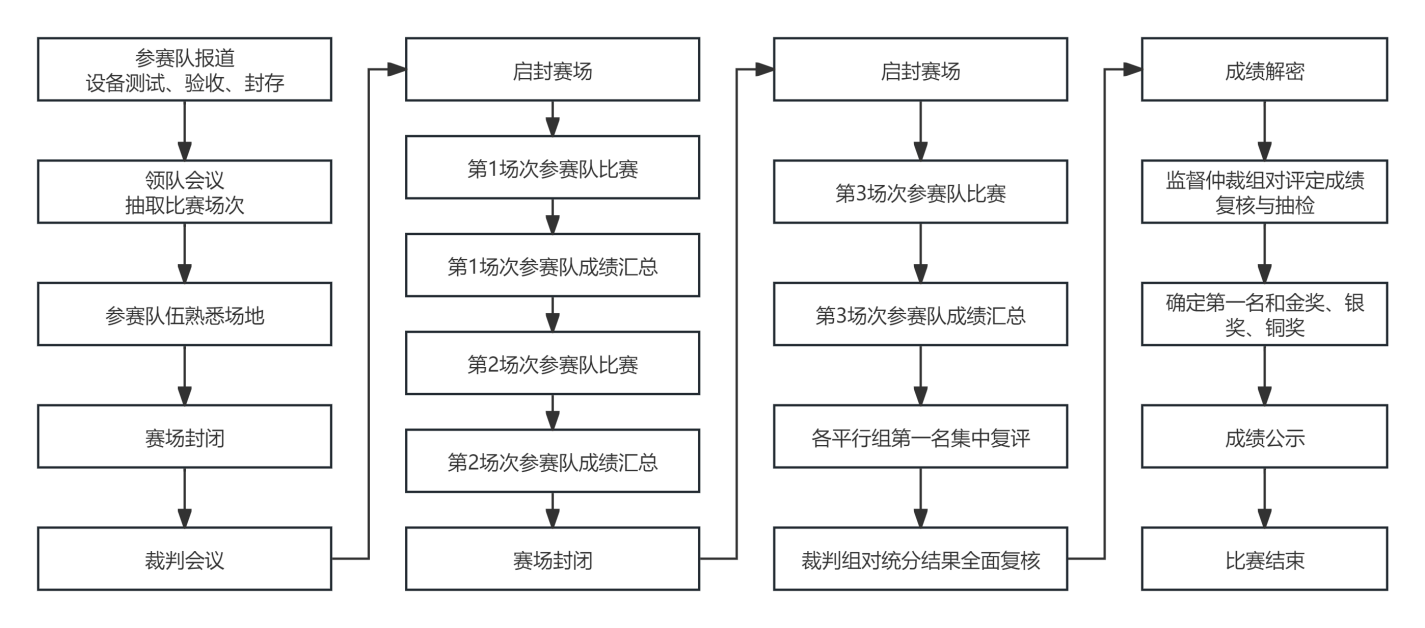 参赛队报道
设备测试、验收、封存
领队会议
抽取比赛场次
参赛队伍熟悉场地
赛场封闭
裁判会议
启封赛场
第1场次参赛队比赛
第1场次参赛队成绩汇总
第2场次参赛队比赛
第2场次参赛队成绩汇总
赛场封闭
启封赛场
第3场次参赛队比赛
第3场次参赛队成绩汇总
各平行组第一名集中复评
裁判组对统分结果全面复核
成绩解密
监督仲裁组对评定成绩
复核与抽检
确定第一名和金奖、银
奖、铜奖
成绩公示
比赛结束